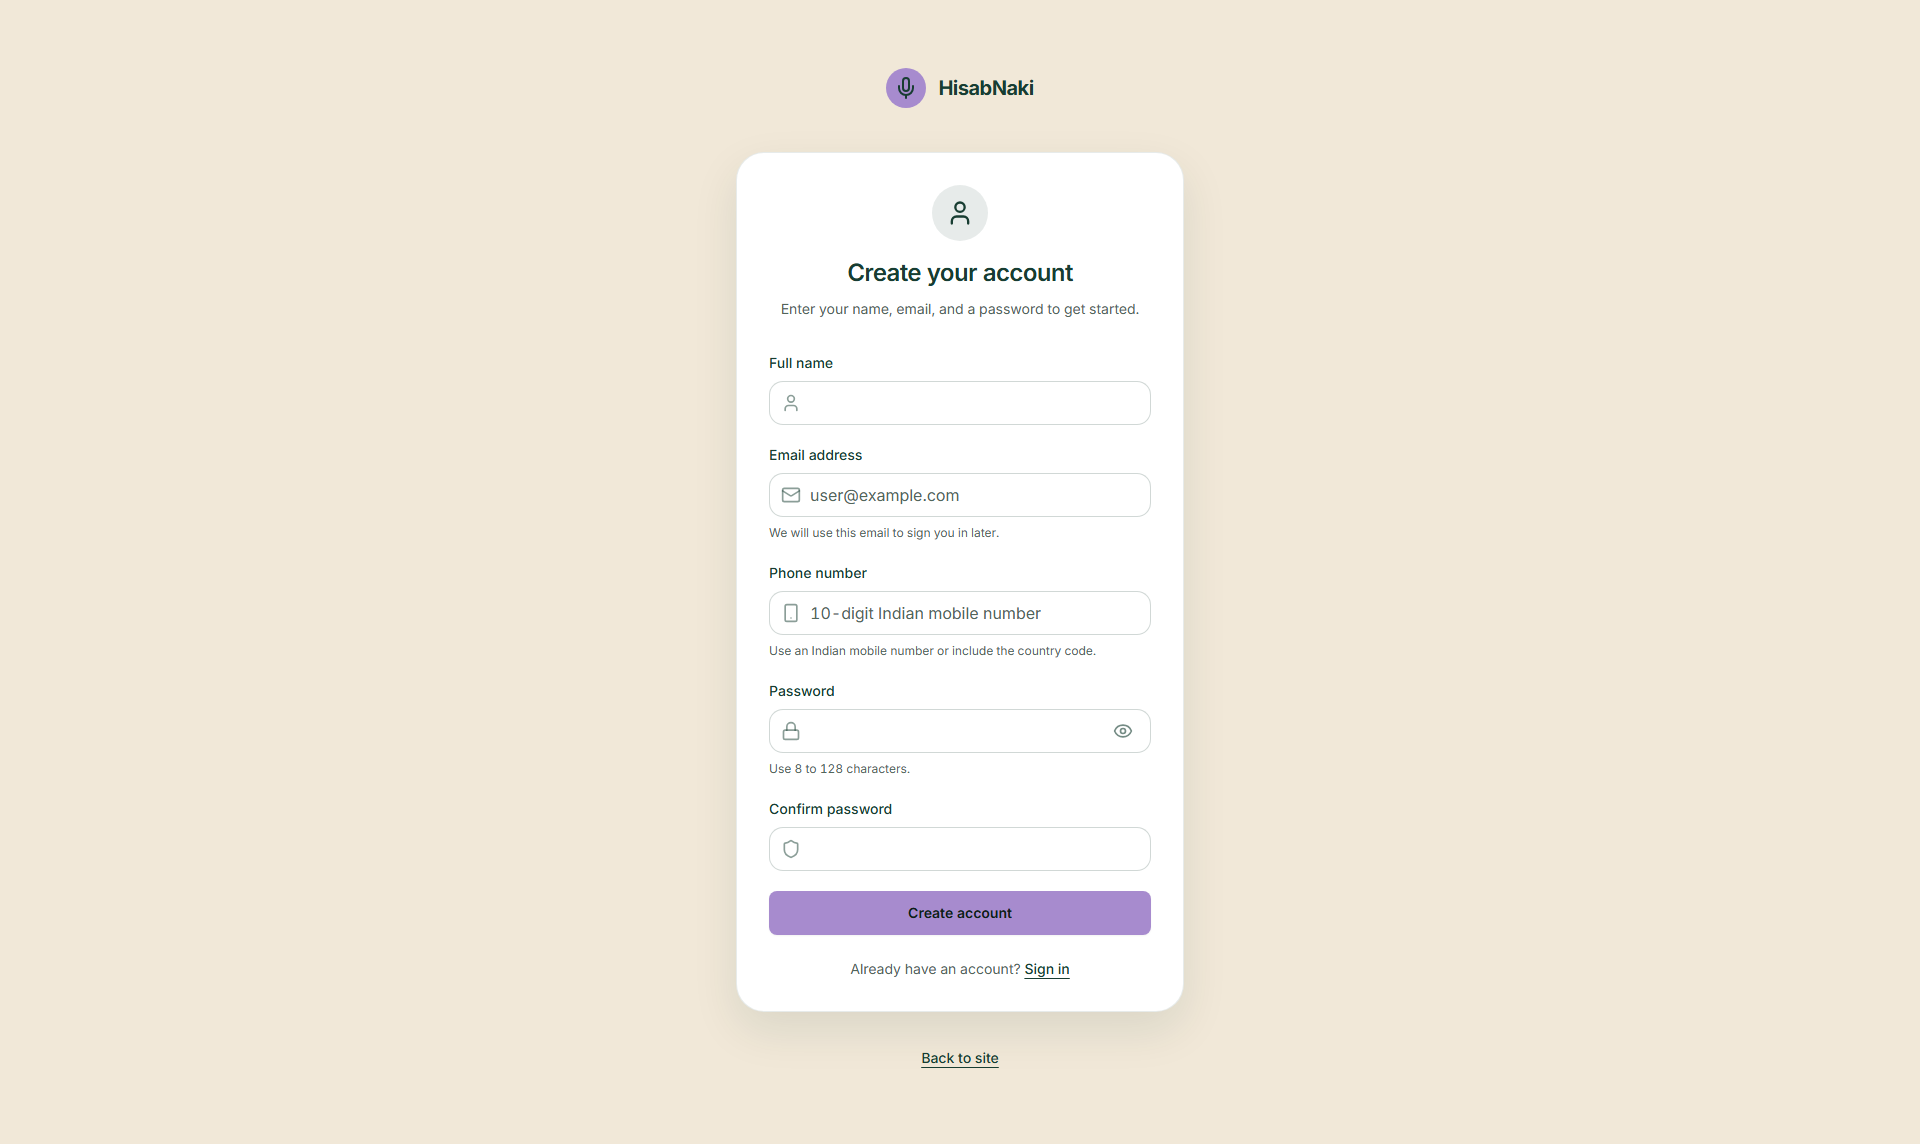 HisabNaki
Create your account
Enter your name, email, and a password to get started.
Full name
Email address
user@example.com
We will use this email to sign you in later.
Phone number
10-digit Indian mobile number
Use an Indian mobile number or include the country code.
Password
Use 8 to 128 characters.
Confirm password
Create account
Already have an account? Sign in
Back to site